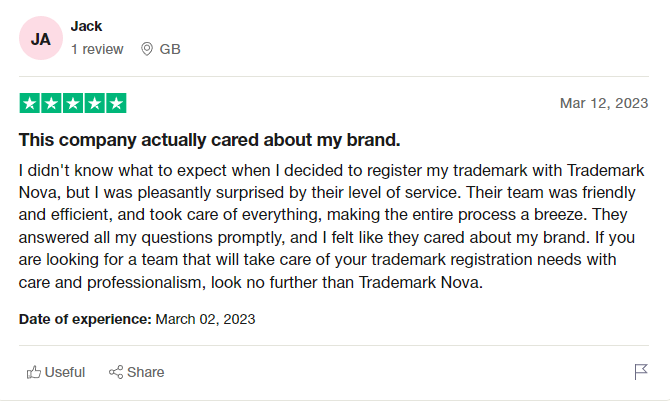 JA
Jack
1 review GB
Mar 12, 2023
This company actually cared about my brand.
I didn't know what to expect when I decided to register my trademark with Trademark
Nova, but I was pleasantly surprised by their level of service. Their team was friendly
and efficient, and took care of everything, making the entire process a breeze. They
answered all my questions promptly, and I felt like they cared about my brand. If you
are looking for a team that will take care of your trademark registration needs with
care and professionalism, look no further than Trademark Nova.
Date of experience: March 02, 2023
Useful Share